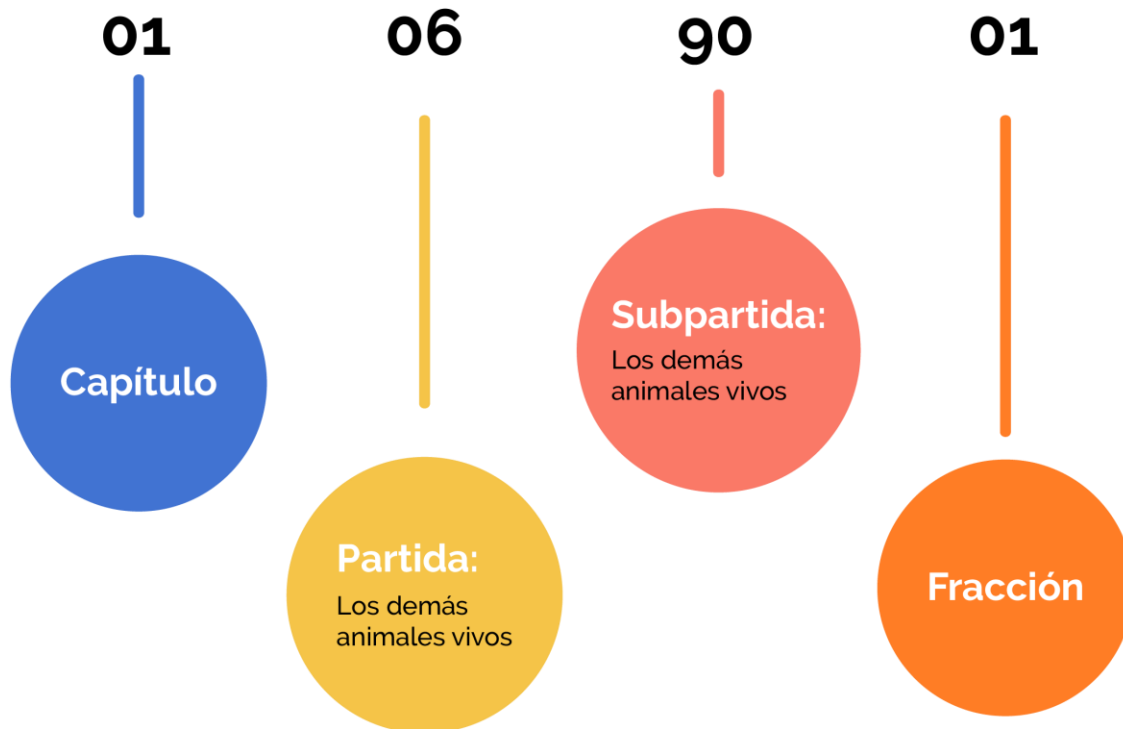 01
06
90
01
Capítulo
Partida:
Los demás
animales vivos
Subpartida:
Los demás
animales vivos
Fracción